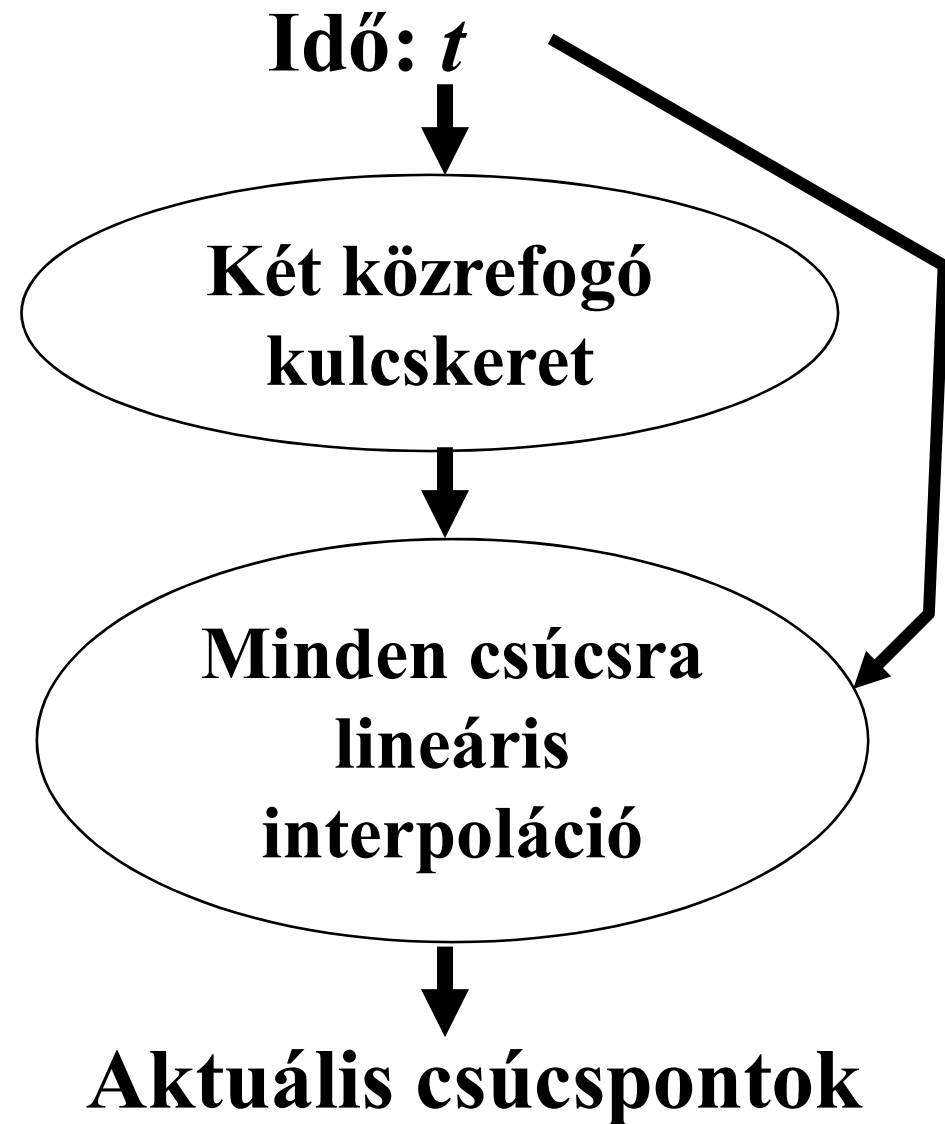 Idő: t
Két közrefogó
kulcskeret
Minden csúcsra
lineáris
interpoláció
Aktuális csúcspontok